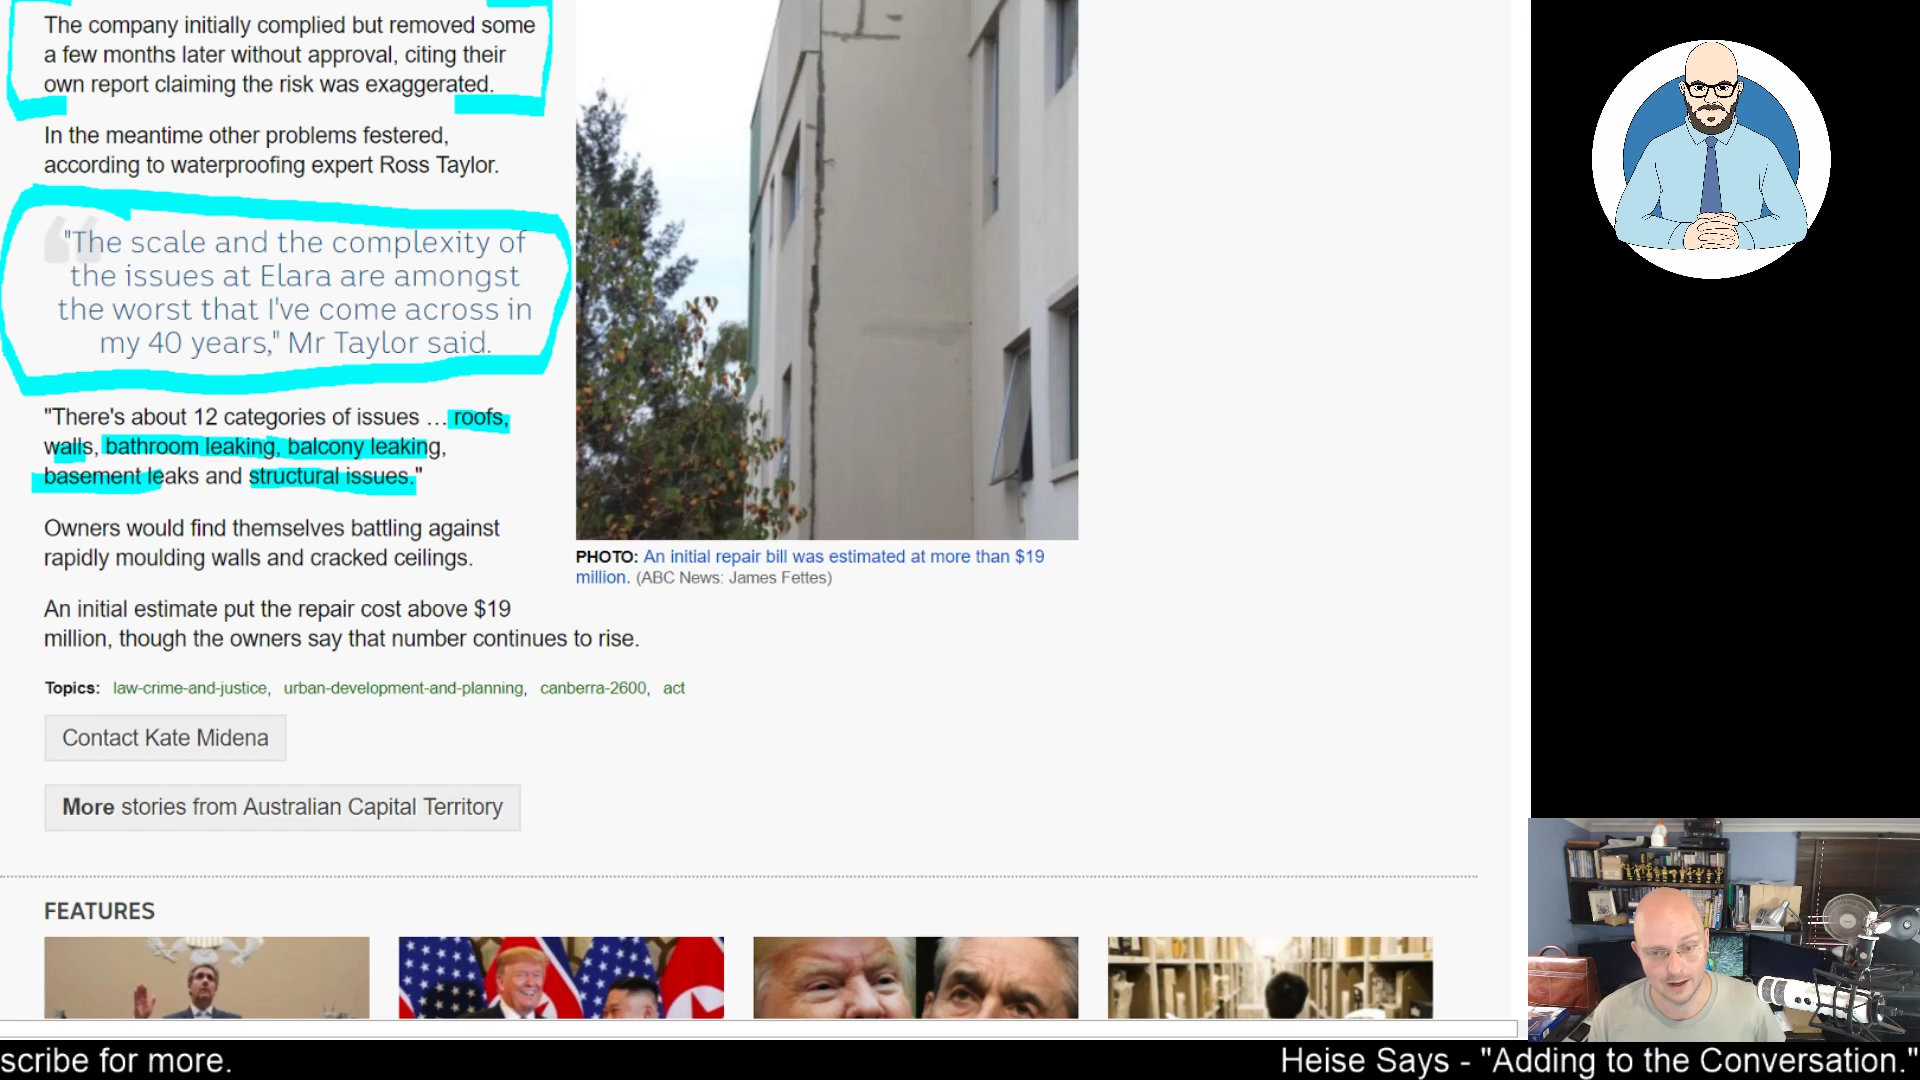 The company initially complied but removed some
a few months later without approval, citing their
own report claiming the risk was exaggerated.
In the meantime other problems festered,
according to waterproofing expert Ross Taylor.
"The scale and the complexity of
the issues at Elara are amongst
the worst that I've come across in
my 40 years," Mr Taylor said.
"There's about 12 categories of issues … roofs,
walls, bathroom leaking, balcony leaking,
basement leaks and structural issues."
Owners would find themselves battling against
rapidly moulding walls and cracked ceilings.
PHOTO: An initial repair bill was estimated at more than $19
million. (ABC News: James Fettes)
An initial estimate put the repair cost above $19
million, though the owners say that number continues to rise.
Topics: law-crime-and-justice, urban-development-and-planning, canberra-2600, act
Contact Kate Midena
More stories from Australian Capital Territory
FEATURES
scribe for more.
Heise Says - "Adding to the Conversation."